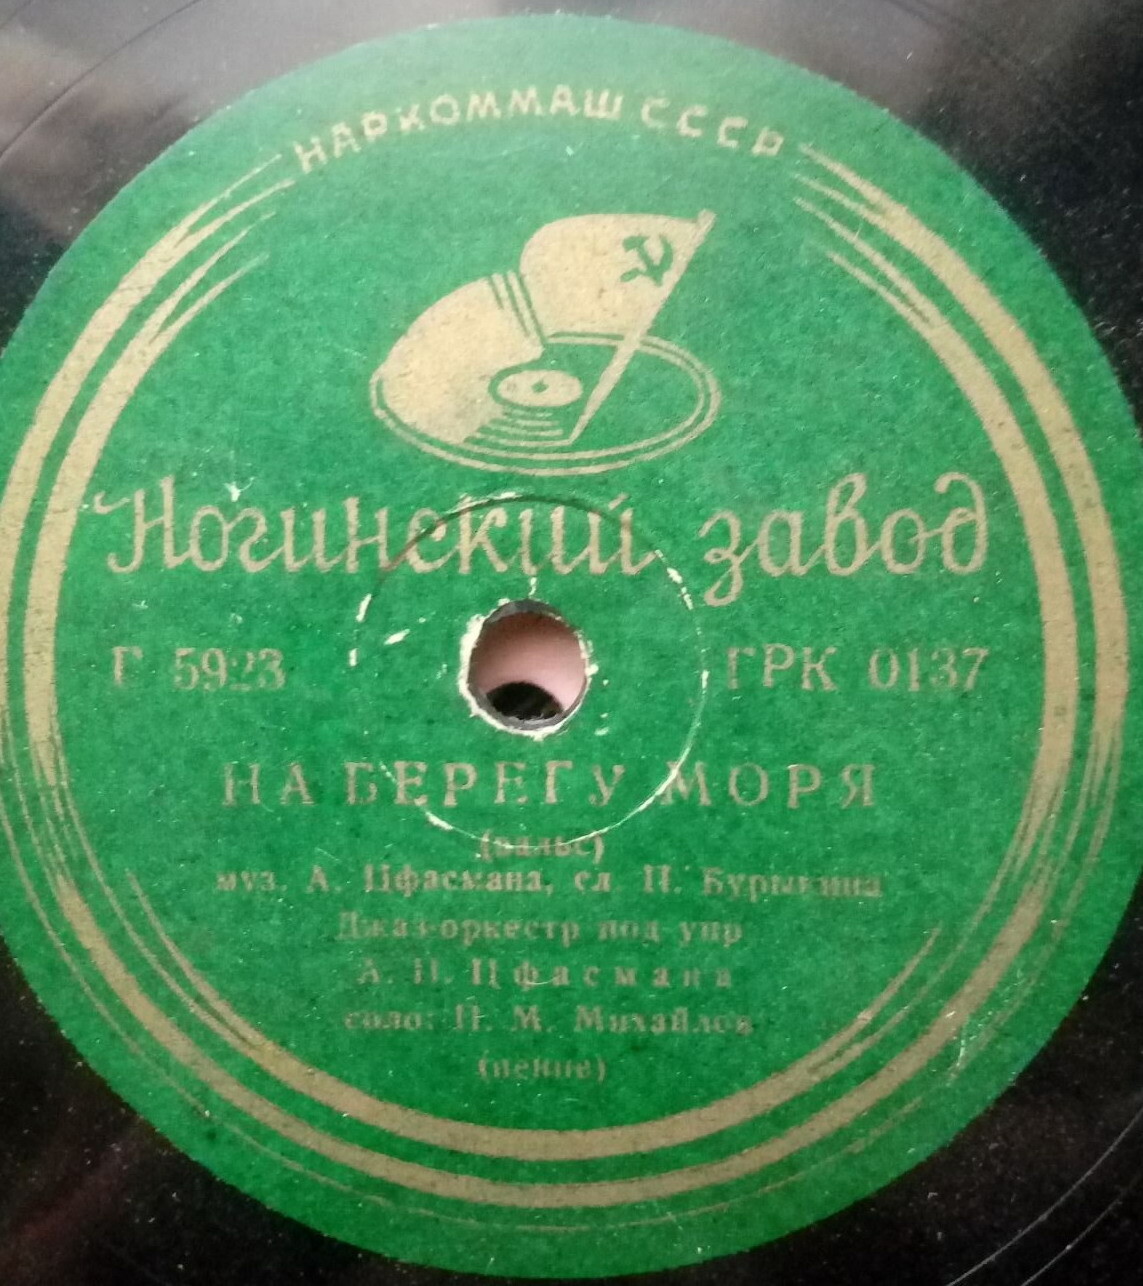 НАРКОММАШ СССР
Ногинский завод
Г 5923 ГРК 0137
НА БЕРЕГУ МОРЯ
(вальс)
муз. А. Цфасмана, сл. Н. Бурыгина
Джаз-оркестр под упр
А. Н. Цфасмана
соло: П. М. Михайлов
(пение)